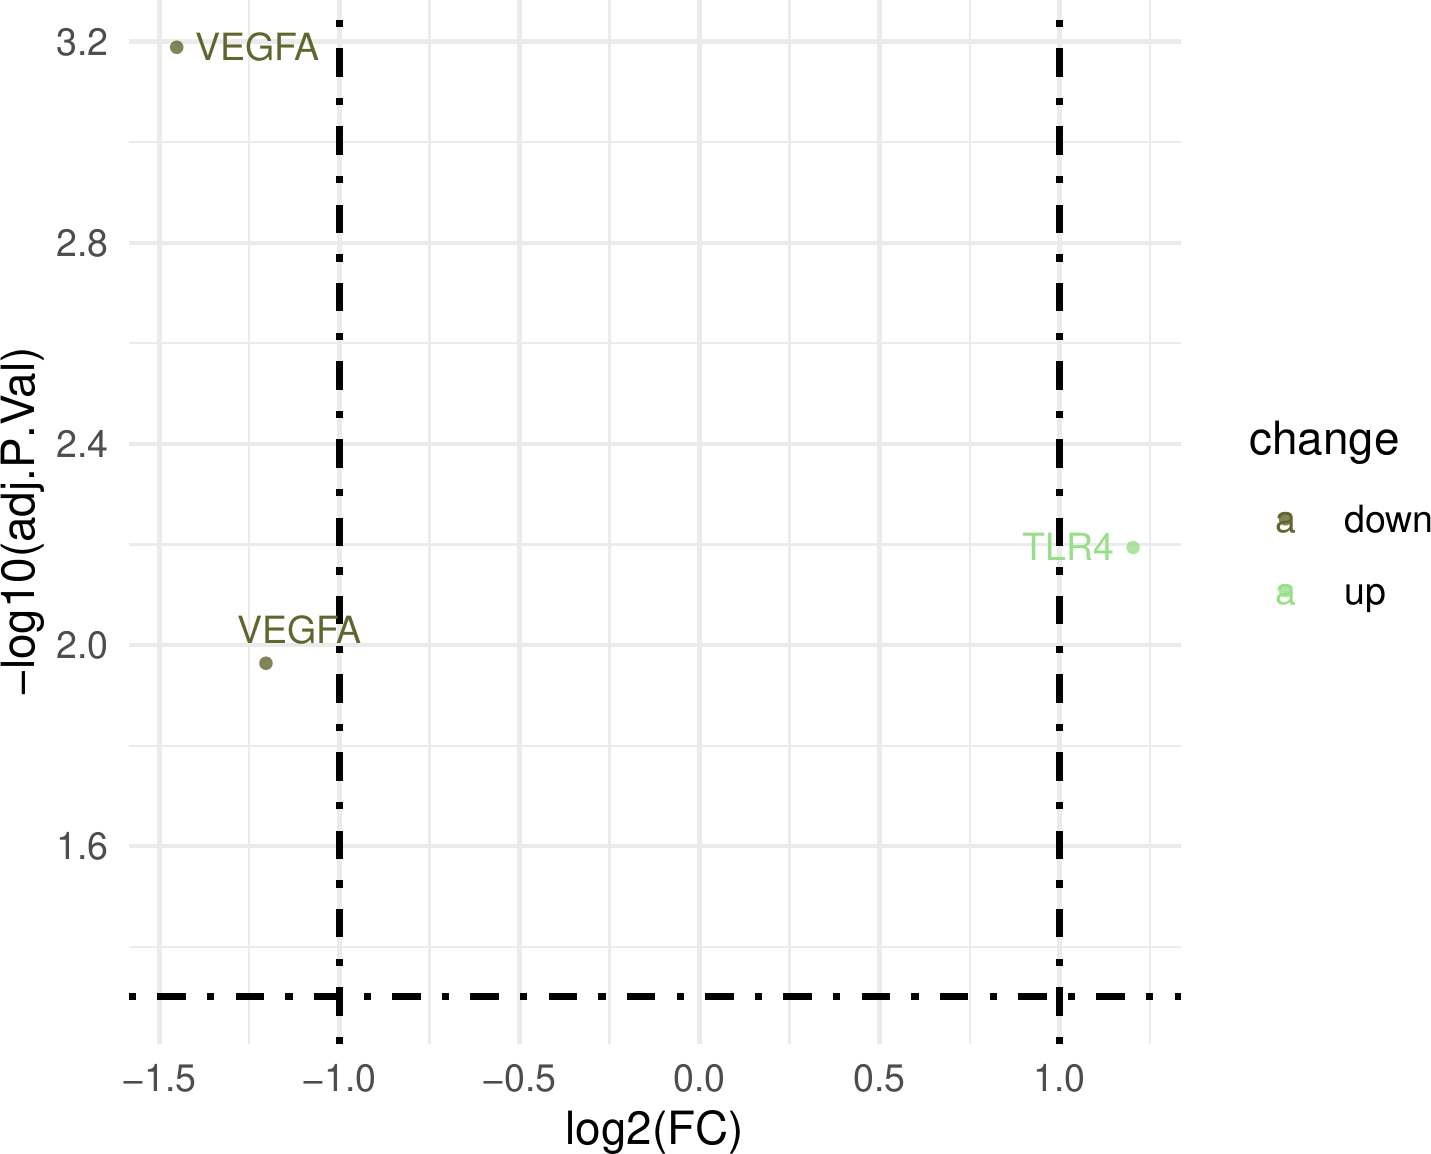 3.2
2.8
2.4
2.0
1.6
−log10(adj.P.Val)
VEGFA
VEGFA
TLR4
−1.5 −1.0 −0.5 0.0 0.5 1.0
log2(FC)
change
a down
a up